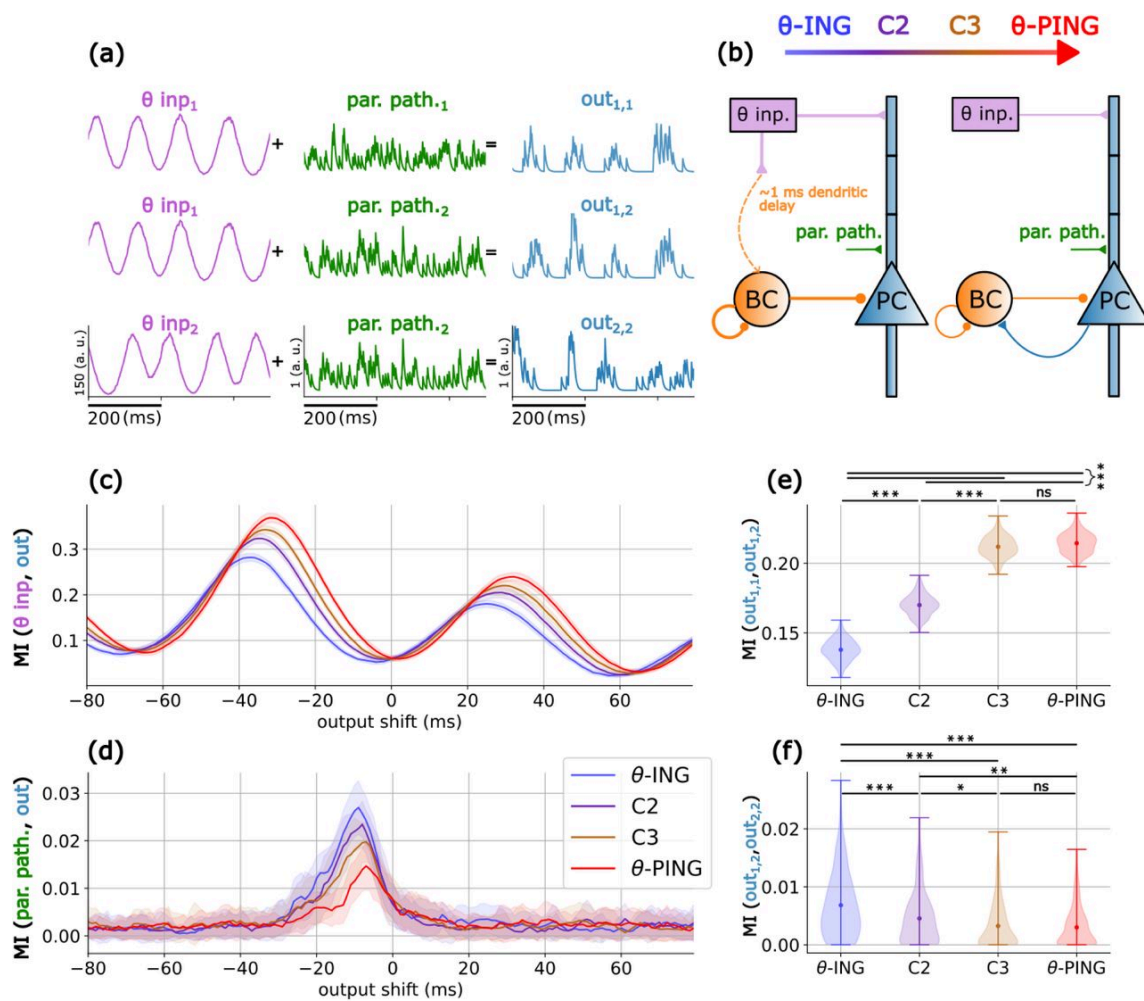 θ-ING C2 C3 θ-PING
(a)
(b)
θ inp1 par. path.1 out1,1
+ =
θ inp1 par. path.2 out1,2
+ =
θ inp2 par. path.2 out2,2
150 (a. u.) + 1 (a. u.) = 1 (a. u.)
200 (ms) 200 (ms) 200 (ms)
θ inp. θ inp.
~1 ms dendritic
delay
par. path. par. path.
BC PC BC PC
(c)
MI (θ inp, out)
0.3
0.2
0.1
−80 −60 −40 −20 0 20 40 60
output shift (ms)
(d)
MI (par. path., out)
0.03
0.02
0.01
0.00
θ-ING
C2
C3
θ-PING
−80 −60 −40 −20 0 20 40 60
output shift (ms)
(e)
***
*** *** ns
MI (out1,1,out1,2)
0.20
0.15
θ-ING C2 C3 θ-PING
(f)
***
***
**
*** * ns
MI (out1,2,out2,2)
0.02
0.01
0.00
θ-ING C2 C3 θ-PING